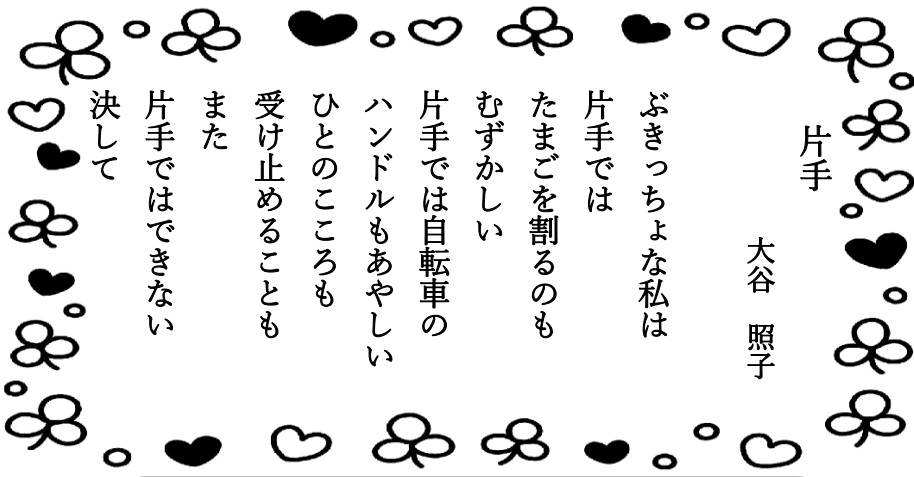 片手
大谷　照子
ぶきっちょな私は
片手では
たまごを割るのも
むずかしい
片手では自転車の
ハンドルもあやしい
ひとのこころも
受け止めることも
また
片手ではできない
決して